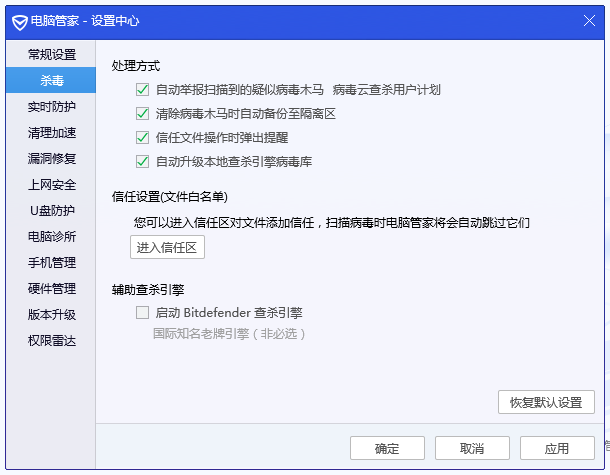 电脑管家 - 设置中心
常规设置
杀毒
实时防护
清理加速
漏洞修复
上网安全
U盘防护
电脑诊所
手机管理
硬件管理
版本升级
权限雷达
处理方式
自动举报扫描到的疑似病毒木马 病毒云查杀用户计划
清除病毒木马时自动备份至隔离区
信任文件操作时弹出提醒
自动升级本地查杀引擎病毒库
信任设置(文件白名单)
您可以进入信任区对文件添加信任，扫描病毒时电脑管家将会自动跳过它们
进入信任区
辅助查杀引擎
启动 Bitdefender 查杀引擎
国际知名老牌引擎（非必选）
恢复默认设置
确定
取消
应用